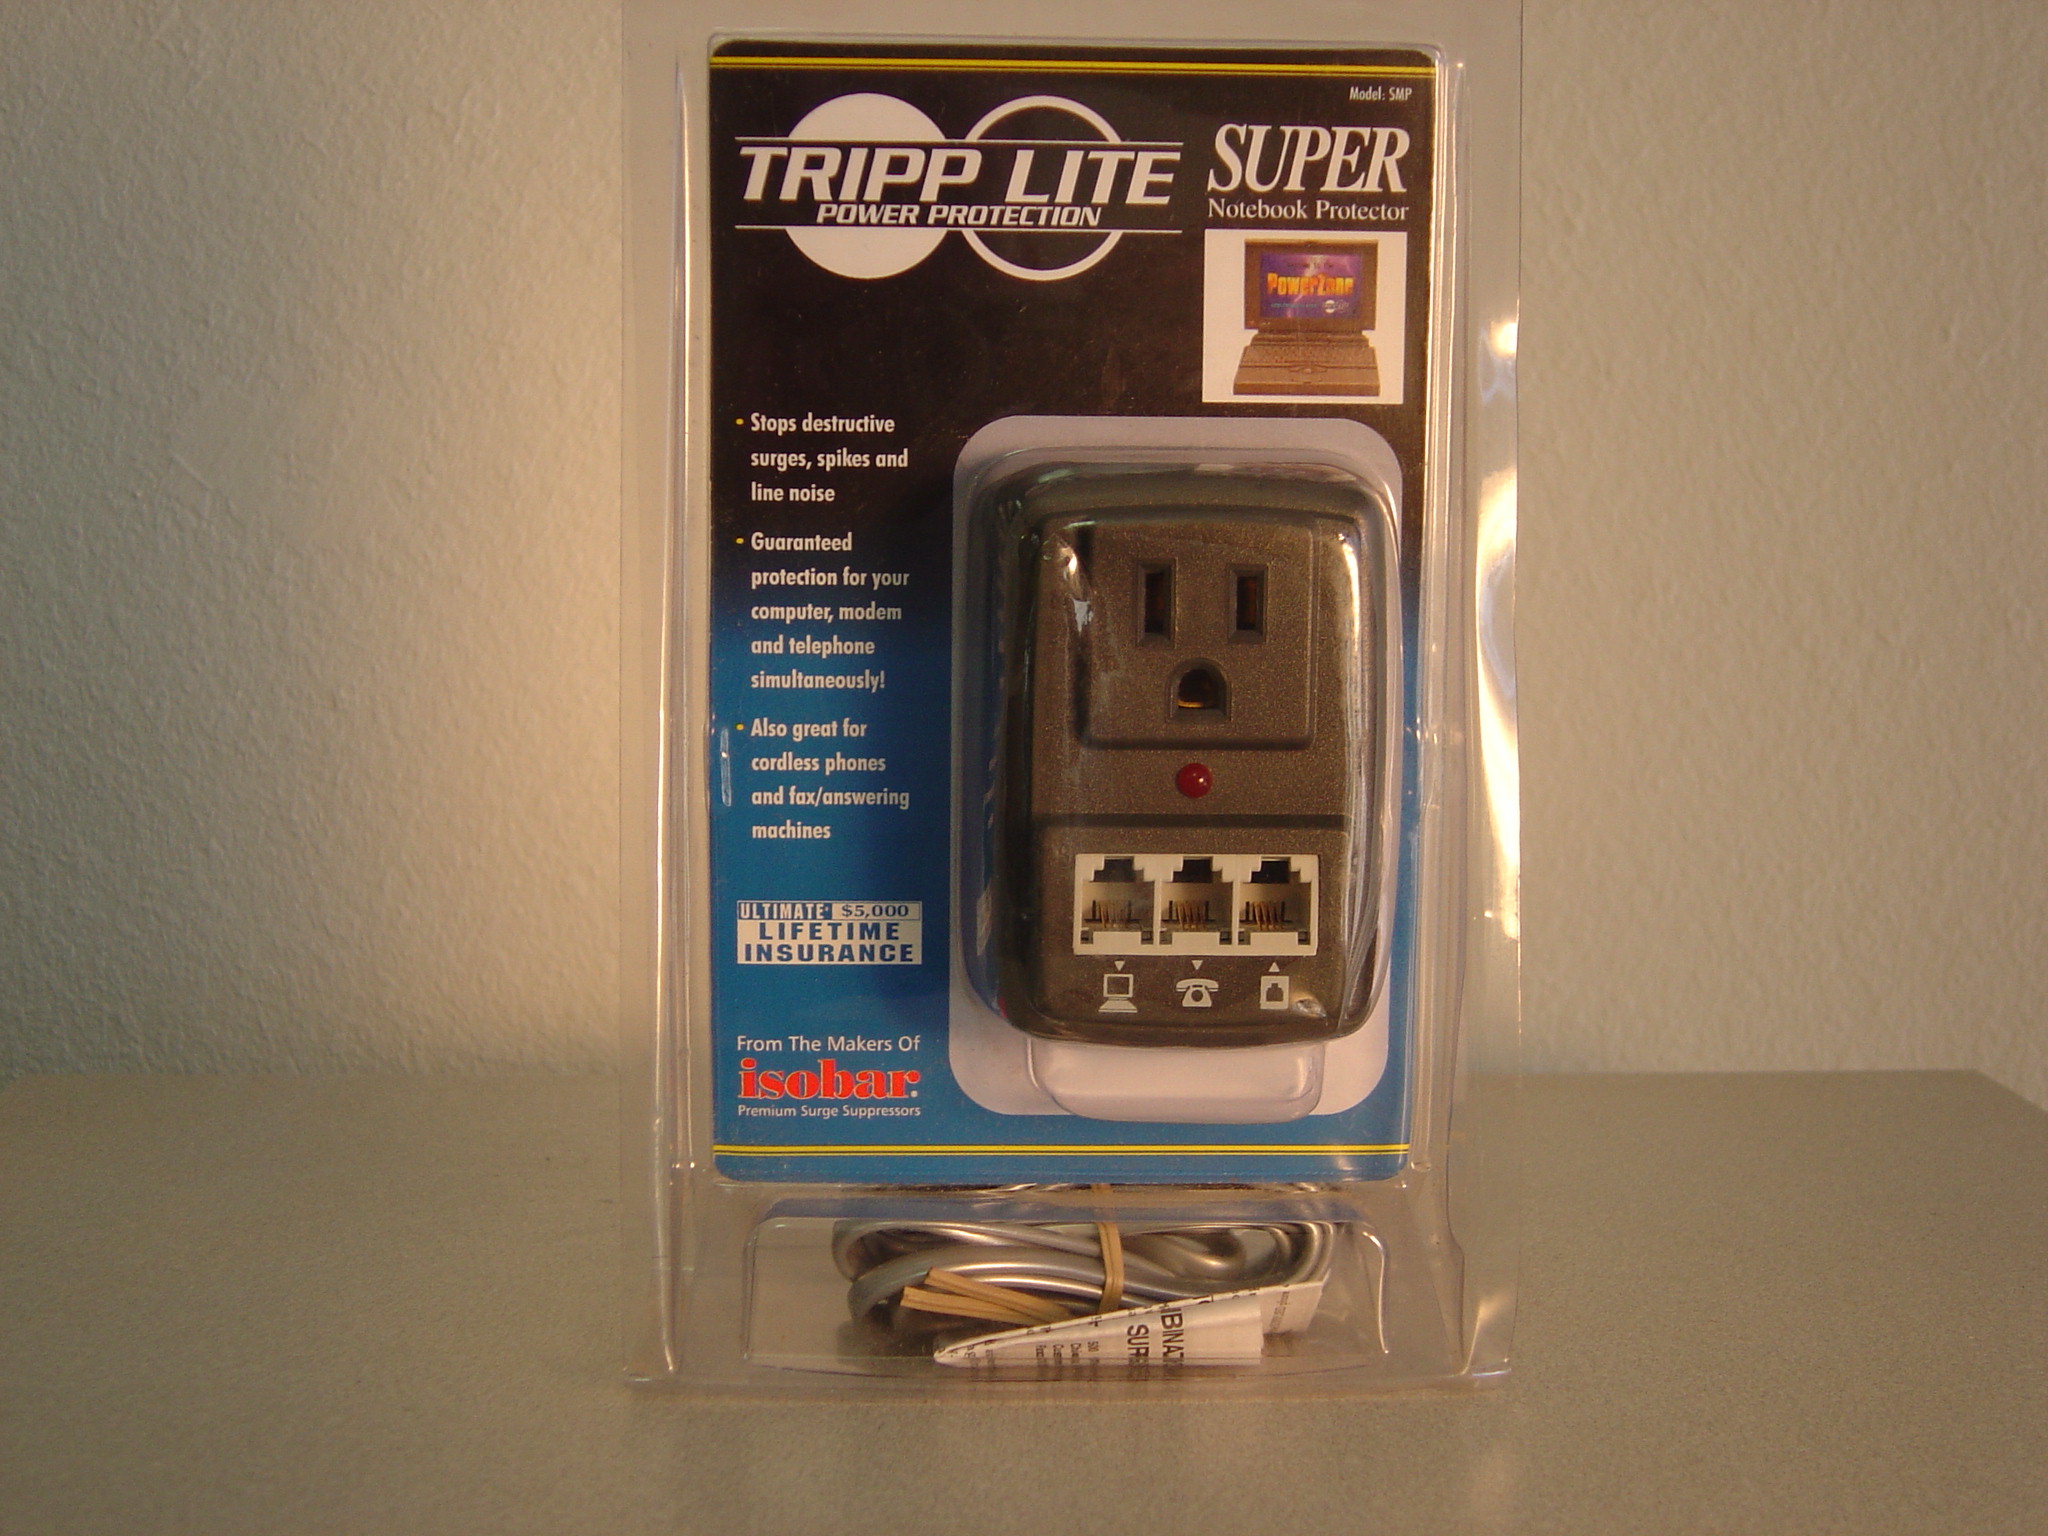 Model: SMP
TRIPP LITE
POWER PROTECTION
SUPER
Notebook Protector
PowerZone
• Stops destructive
surges, spikes and
line noise
• Guaranteed
protection for your
computer, modem
and telephone
simultaneously!
• Also great for
cordless phones
and fax/answering
machines
ULTIMATE® $5,000
LIFETIME
INSURANCE
From The Makers Of
isobar®
Premium Surge Suppressors